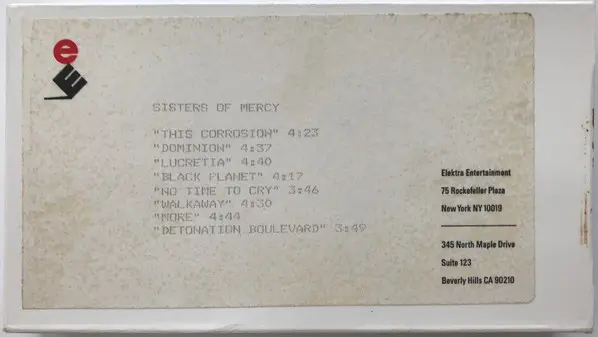 e
E
SISTERS OF MERCY
"THIS CORROSION" 4:23
"DOMINION" 4:37
"LUCRETIA" 4:40
"BLACK PLANET" 4:17
"NO TIME TO CRY" 3:46
"WALKAWAY" 4:30
"MORE" 4:44
"DETONATION BOULEVARD" 3:49
Elektra Entertainment
75 Rockefeller Plaza
New York NY 10019
345 North Maple Drive
Suite 123
Beverly Hills CA 90210